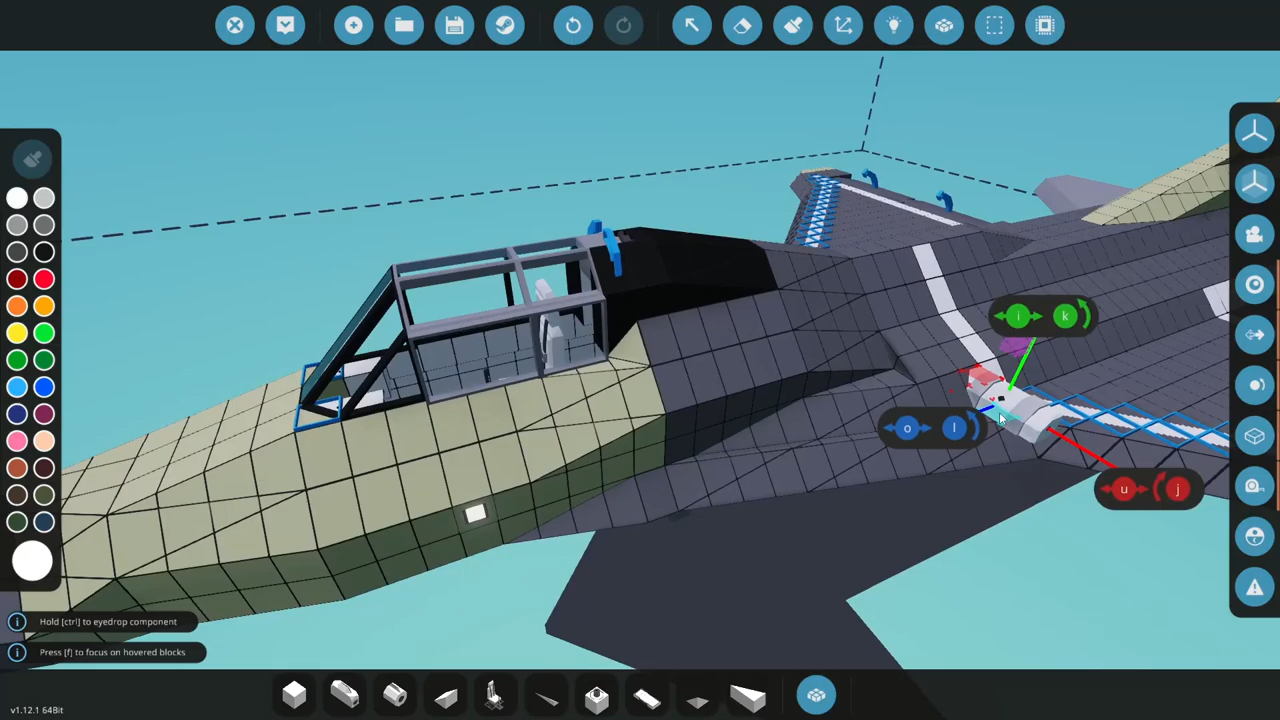 i k
o l
u j
Hold [ctrl] to eyedrop component
Press [f] to focus on hovered blocks
v1.12.1 64Bit